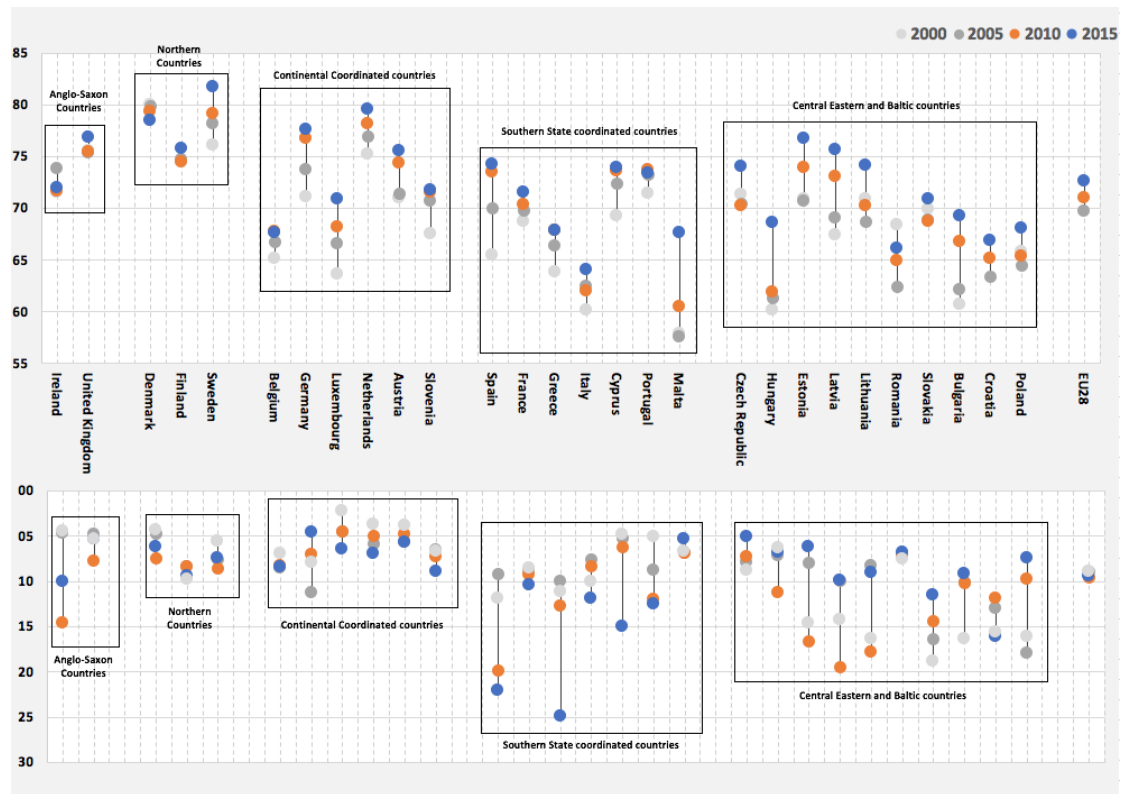 2000 2005 2010 2015
85
80
75
70
65
60
55
Anglo-Saxon
Countries
Northern
Countries
Continental Coordinated countries
Southern State coordinated countries
Central Eastern and Baltic countries
Ireland
United Kingdom
Denmark
Finland
Sweden
Belgium
Germany
Luxembourg
Netherlands
Austria
Slovenia
Spain
France
Greece
Italy
Cyprus
Portugal
Malta
Czech Republic
Hungary
Estonia
Latvia
Lithuania
Romania
Slovakia
Bulgaria
Croatia
Poland
EU28
00
05
10
15
20
25
30
Anglo-Saxon
Countries
Northern
Countries
Continental Coordinated countries
Southern State coordinated countries
Central Eastern and Baltic countries